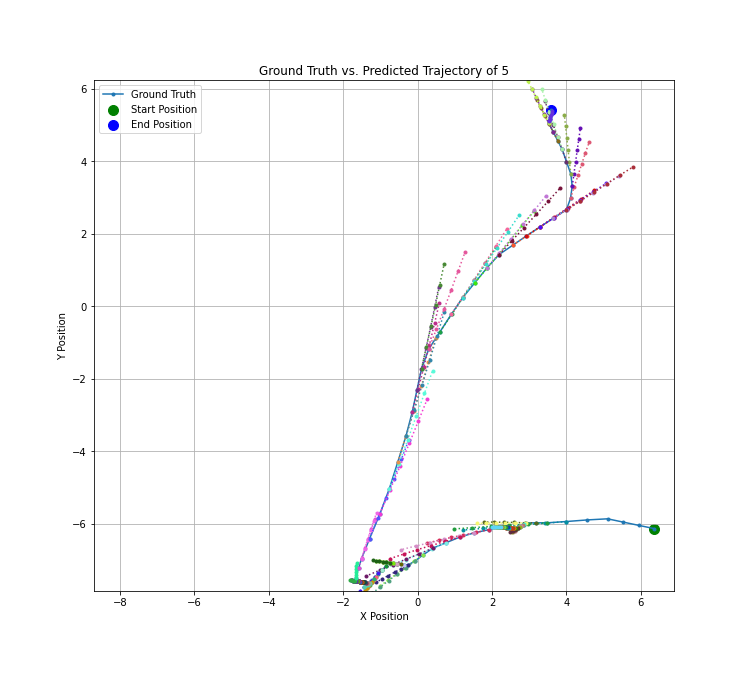 Ground Truth vs. Predicted Trajectory of 5
Ground Truth
Start Position
End Position
6
4
2
0
−2
−4
−6
Y Position
−8
−6
−4
−2
0
2
4
6
X Position